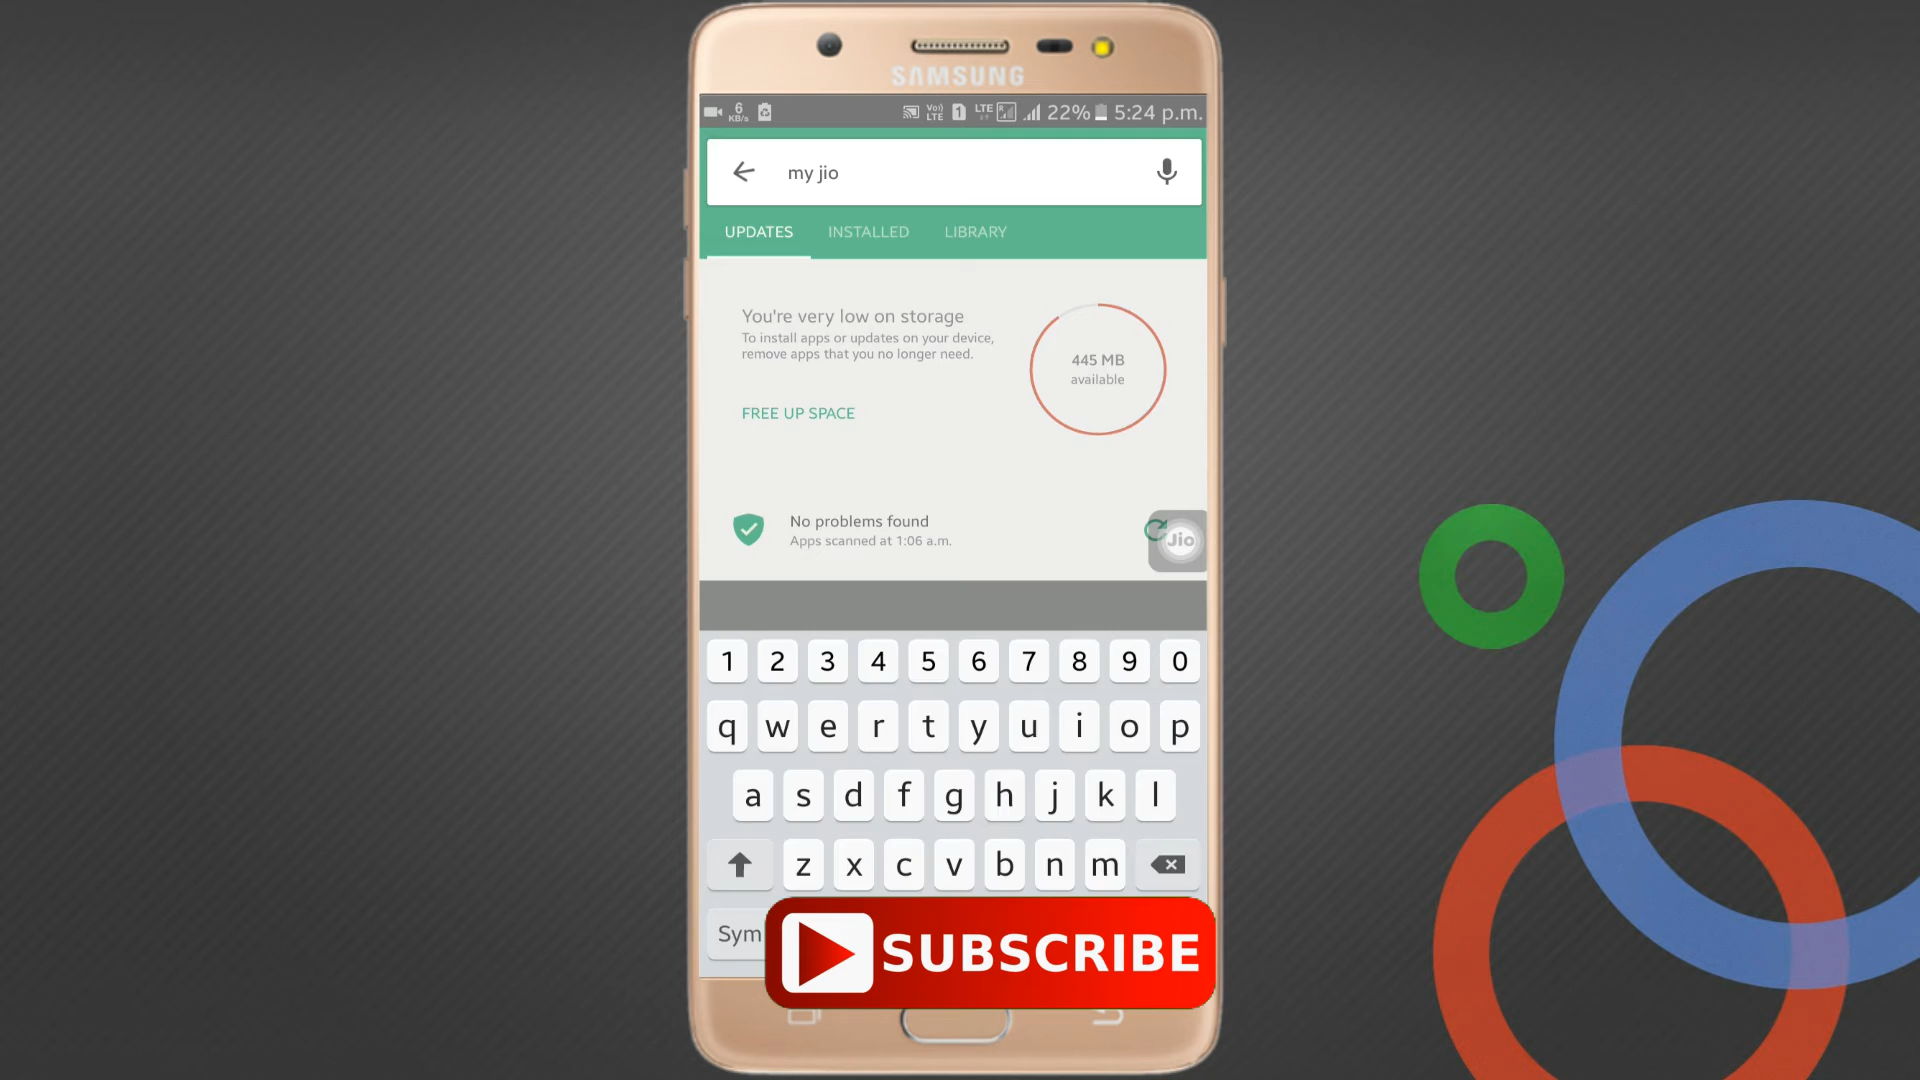 SAMSUNG
6 KB/s Vo) LTE 1 LTE R 22% 5:24 p.m.
my jio
UPDATES INSTALLED LIBRARY
You're very low on storage
To install apps or updates on your device,
remove apps that you no longer need.
445 MB
available
FREE UP SPACE
No problems found
Apps scanned at 1:06 a.m.
Jio
1 2 3 4 5 6 7 8 9 0
q w e r t y u i o p
a s d f g h j k l
z x c v b n m
Sym
SUBSCRIBE